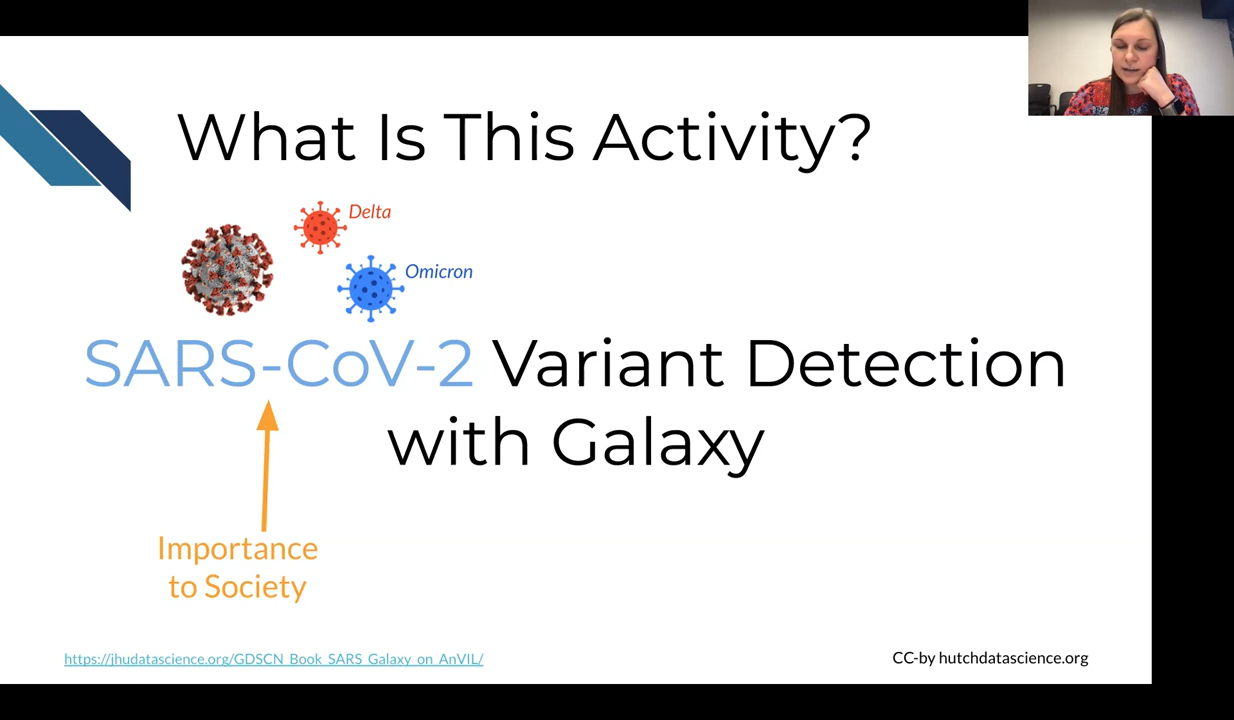 What Is This Activity?
Delta
Omicron
SARS-CoV-2 Variant Detection
with Galaxy
Importance
to Society
https://jhudatascience.org/GDSCN_Book_SARS_Galaxy_on_AnVIL/
CC-by hutchdatascience.org